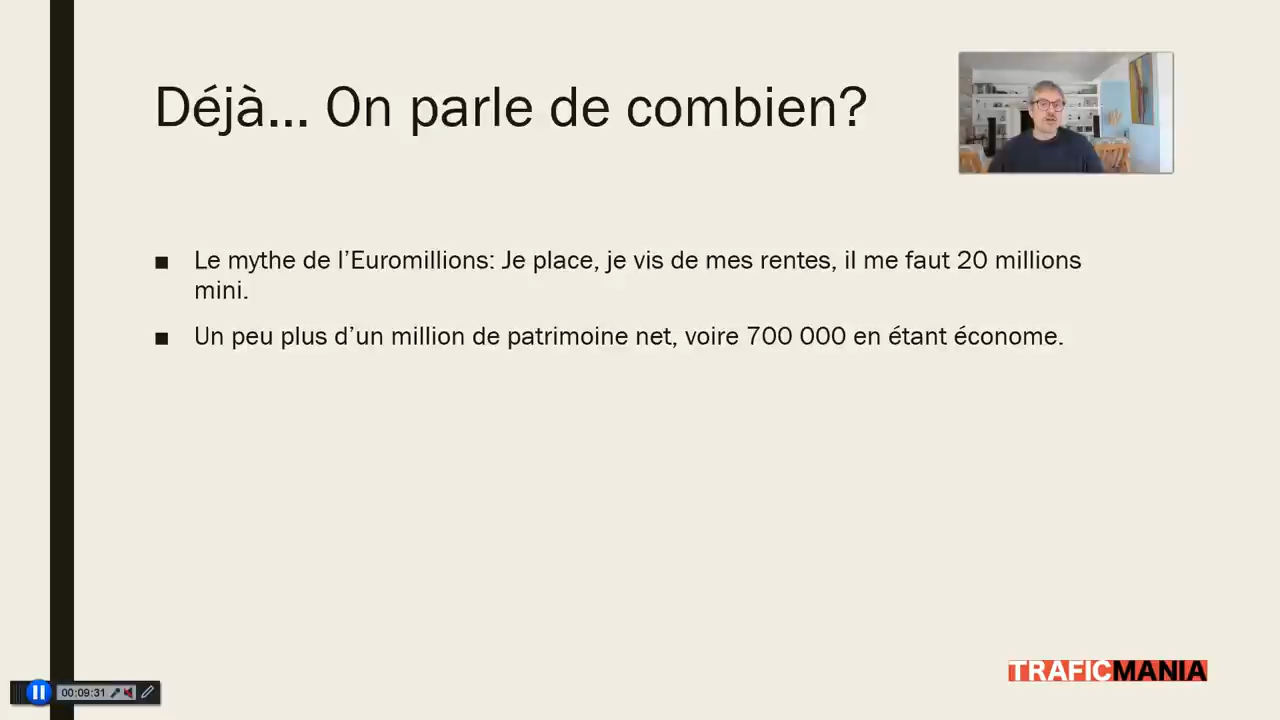 Déjà... On parle de combien?
■ Le mythe de l’Euromillions: Je place, je vis de mes rentes, il me faut 20 millions
mini.
■ Un peu plus d’un million de patrimoine net, voire 700 000 en étant économe.
TRAFICMANIA
00:09:31